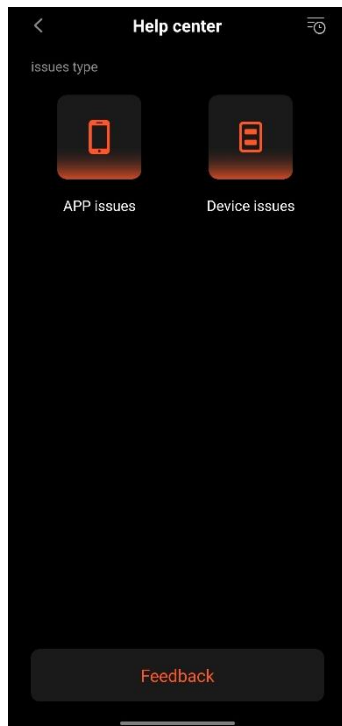 Help center
issues type
APP issues
Device issues
Feedback